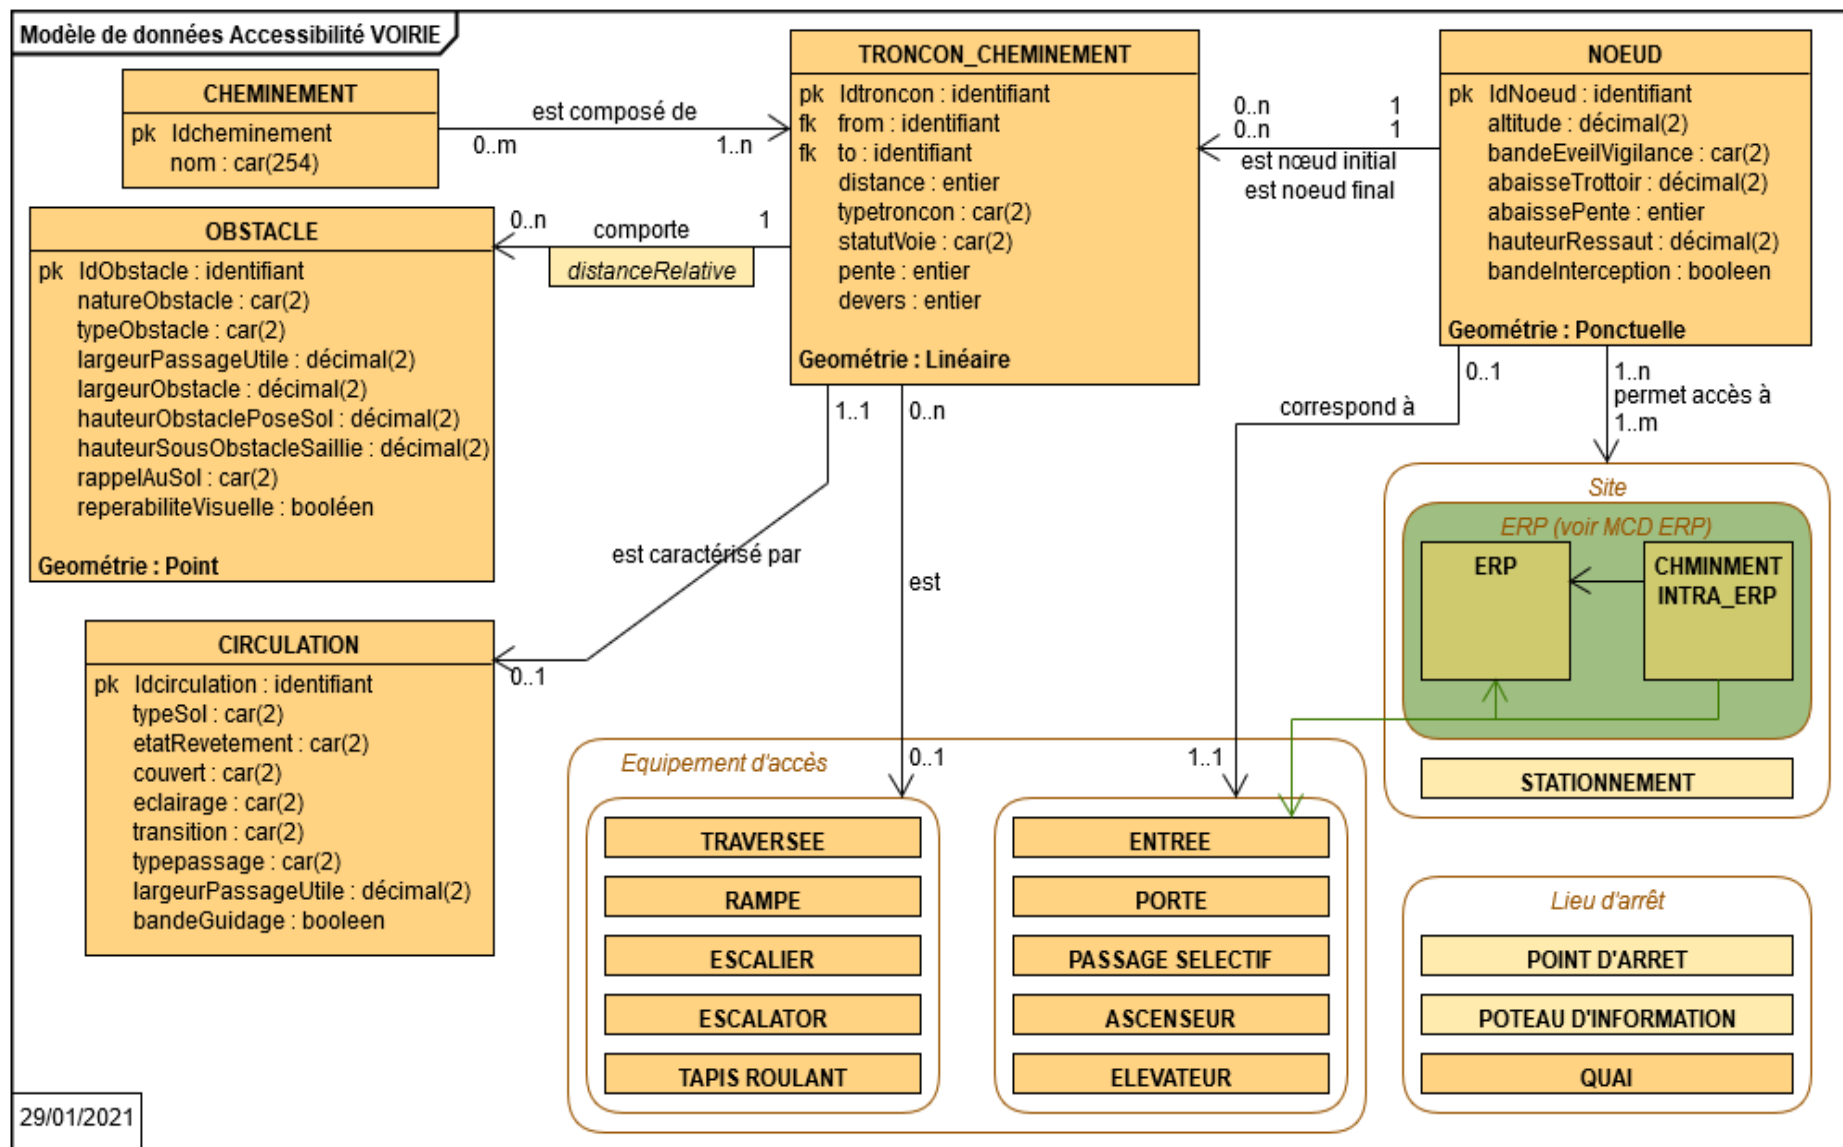 Modèle de données Accessibilité VOIRIE
CHEMINEMENT
pk Idcheminement
nom : car(254)
est composé de
0..m
1..n
TRONCON_CHEMINEMENT
pk Idtroncon : identifiant
fk from : identifiant
fk to : identifiant
distance : entier
typetroncon : car(2)
statutVoie : car(2)
pente : entier
devers : entier
Geométrie : Linéaire
0..n 1
0..n 1
est nœud initial
est noeud final
NOEUD
pk IdNoeud : identifiant
altitude : décimal(2)
bandeEveilVigilance : car(2)
abaisseTrottoir : décimal(2)
abaissePente : entier
hauteurRessaut : décimal(2)
bandeInterception : booleen
Geométrie : Ponctuelle
OBSTACLE
pk IdObstacle : identifiant
natureObstacle : car(2)
typeObstacle : car(2)
largeurPassageUtile : décimal(2)
largeurObstacle : décimal(2)
hauteurObstaclePoseSol : décimal(2)
hauteurSousObstacleSaillie : décimal(2)
rappelAuSol : car(2)
reperabiliteVisuelle : booléen
Geométrie : Point
0..n
comporte
1
distanceRelative
1..1
est caractérisé par
0..1
0..n
est
0..1
0..1
correspond à
1..1
1..n
permet accès à
1..m
CIRCULATION
pk Idcirculation : identifiant
typeSol : car(2)
etatRevetement : car(2)
couvert : car(2)
eclairage : car(2)
transition : car(2)
typepassage : car(2)
largeurPassageUtile : décimal(2)
bandeGuidage : booleen
Site
ERP (voir MCD ERP)
ERP
CHMINMENT
INTRA_ERP
STATIONNEMENT
Equipement d'accès
TRAVERSEE
RAMPE
ESCALIER
ESCALATOR
TAPIS ROULANT
ENTREE
PORTE
PASSAGE SELECTIF
ASCENSEUR
ELEVATEUR
Lieu d'arrêt
POINT D'ARRET
POTEAU D'INFORMATION
QUAI
29/01/2021